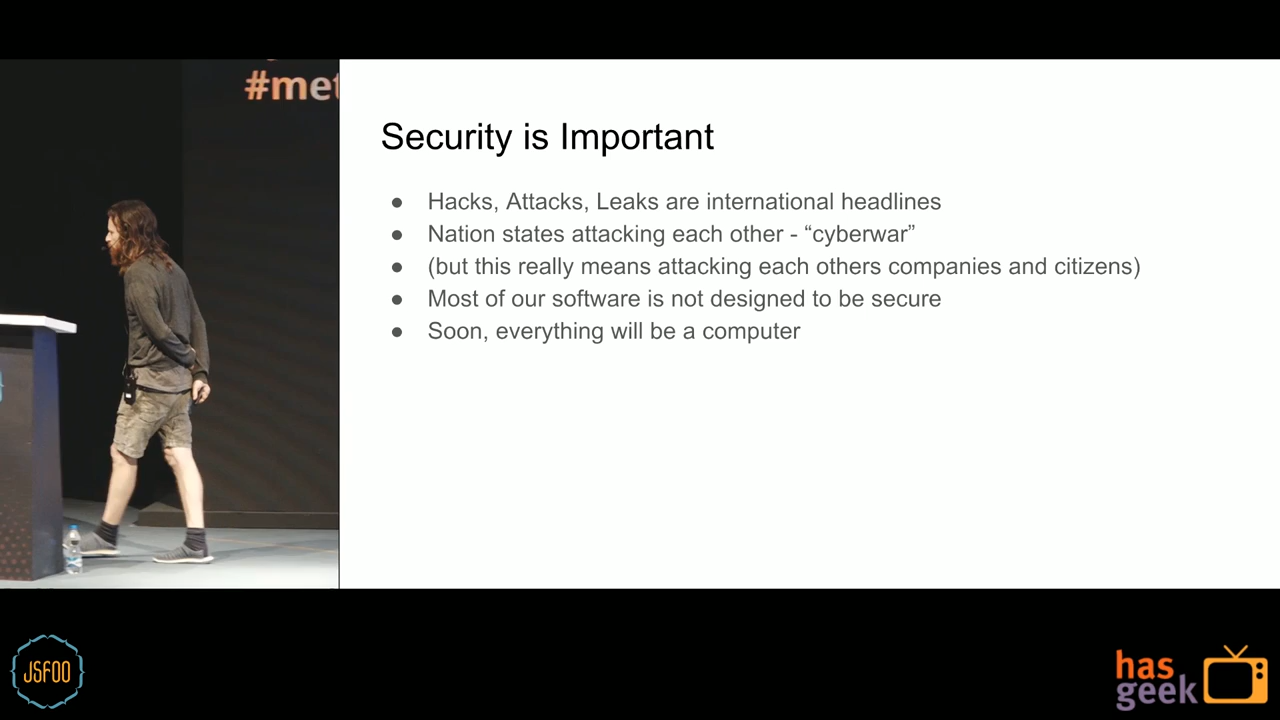 #met
Security is Important
● Hacks, Attacks, Leaks are international headlines
● Nation states attacking each other - “cyberwar”
● (but this really means attacking each others companies and citizens)
● Most of our software is not designed to be secure
● Soon, everything will be a computer
JSFOO
has
geek